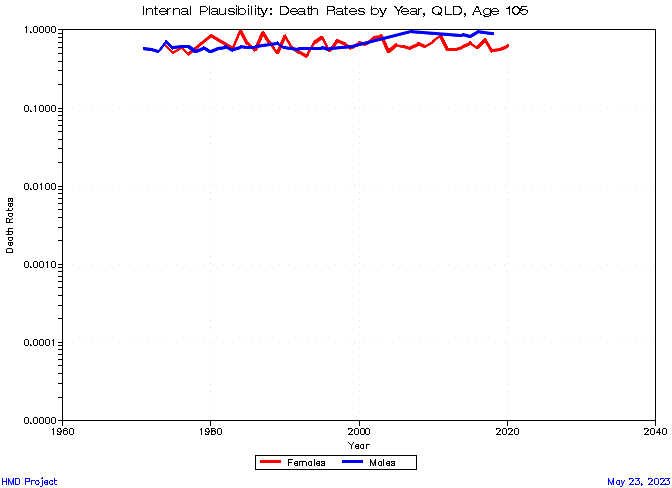 Internal Plausibility: Death Rates by Year, QLD, Age 105
1.0000
0.1000
0.0100
0.0010
0.0001
0.0000
Death Rates
1960 1980 2000 2020 2040
Year
Females Males
HMD Project May 23, 2023